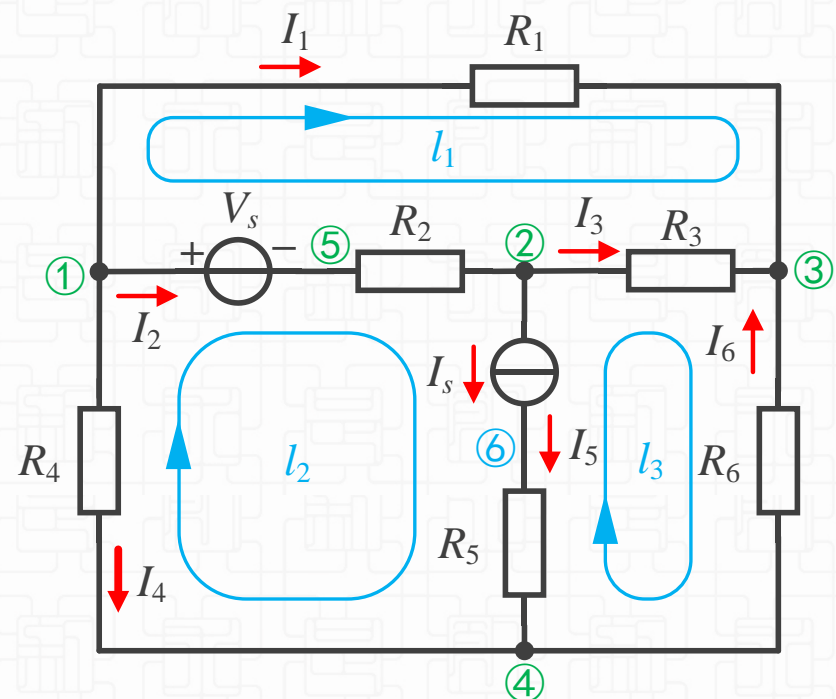 I₁
R₁
l₁
Vₛ
+
−
⑤
R₂
②
I₃
R₃
①
③
I₂
Iₛ
I₆
R₄
l₂
⑥
I₅
l₃
R₆
R₅
I₄
④